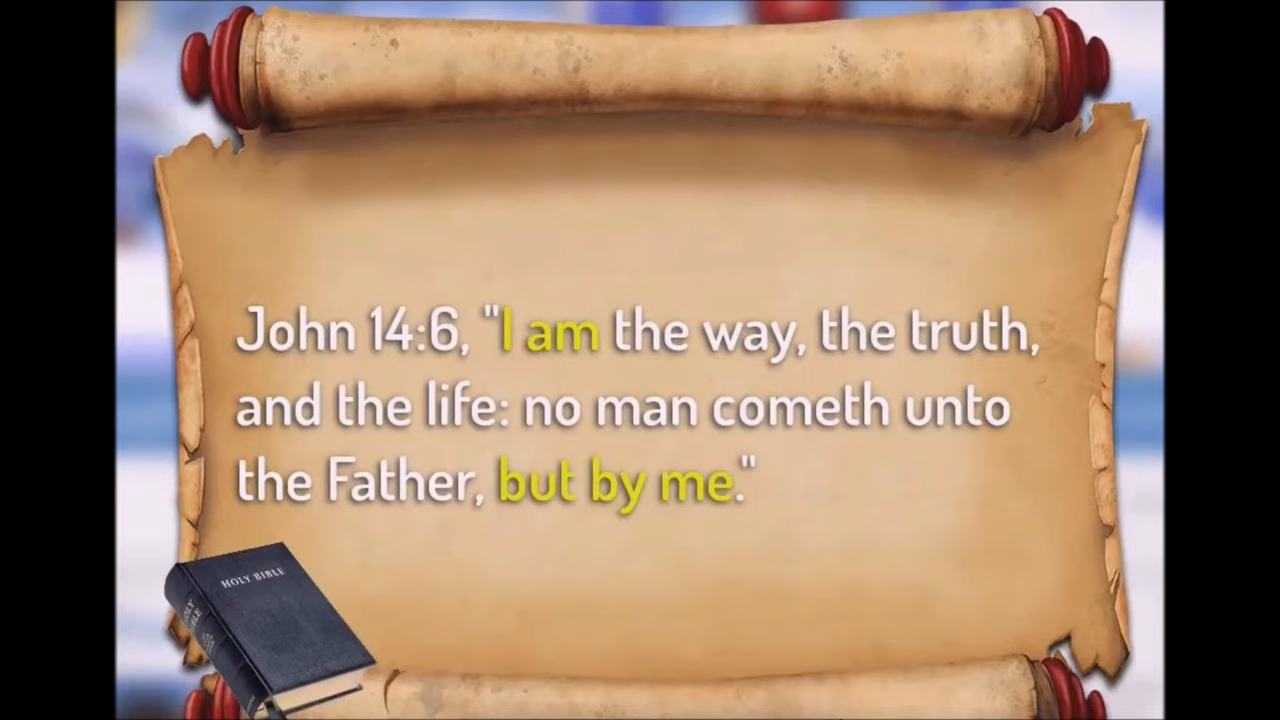 John 14:6, "I am the way, the truth,
and the life: no man cometh unto
the Father, but by me."
HOLY BIBLE